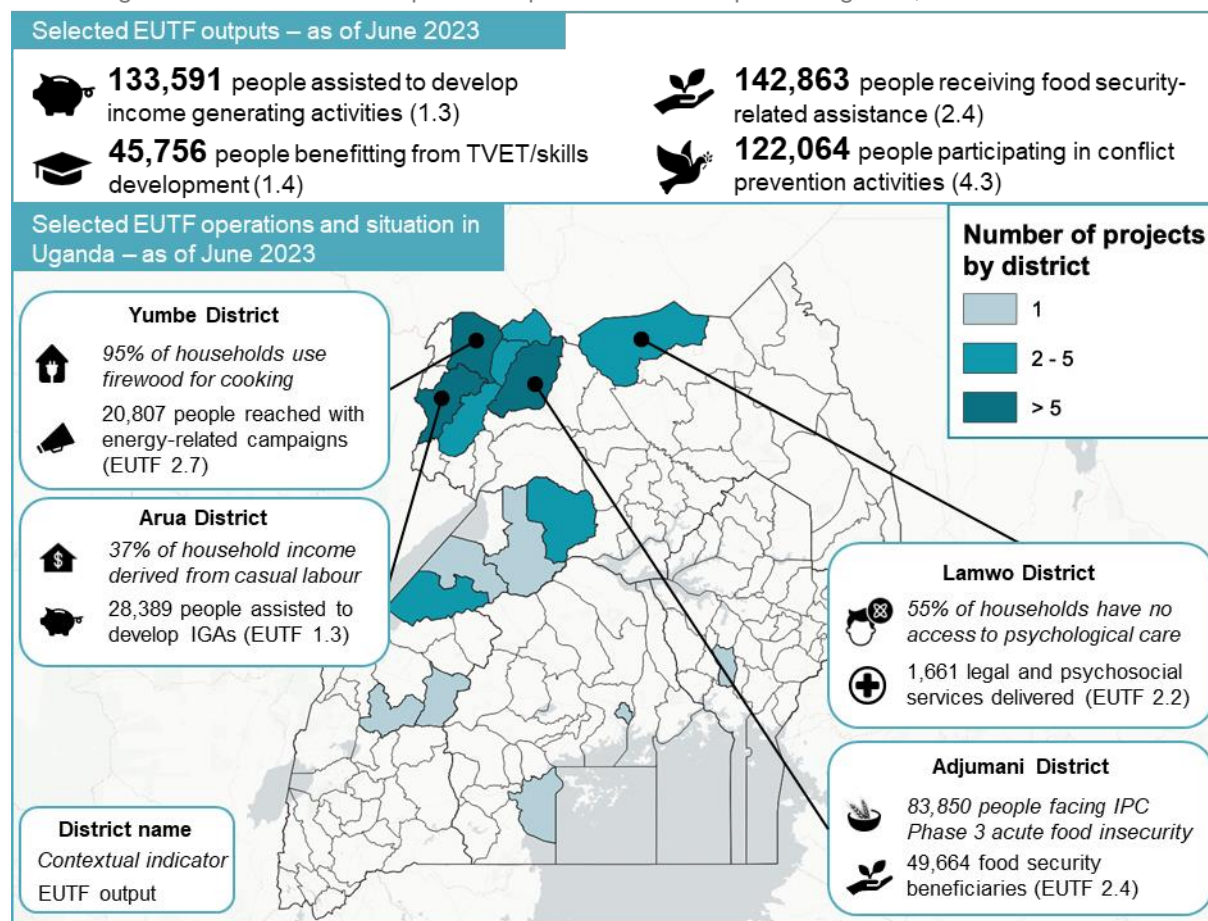 Selected EUTF outputs – as of June 2023
133,591 people assisted to develop
income generating activities (1.3)
45,756 people benefitting from TVET/skills
development (1.4)
142,863 people receiving food security-
related assistance (2.4)
122,064 people participating in conflict
prevention activities (4.3)
Selected EUTF operations and situation in
Uganda – as of June 2023
Number of projects
by district
1
2 - 5
> 5
Yumbe District
95% of households use
firewood for cooking
20,807 people reached with
energy-related campaigns
(EUTF 2.7)
Arua District
$
37% of household income
derived from casual labour
28,389 people assisted to
develop IGAs (EUTF 1.3)
Lamwo District
55% of households have no
access to psychological care
1,661 legal and psychosocial
services delivered (EUTF 2.2)
Adjumani District
83,850 people facing IPC
Phase 3 acute food insecurity
49,664 food security
beneficiaries (EUTF 2.4)
District name
Contextual indicator
EUTF output